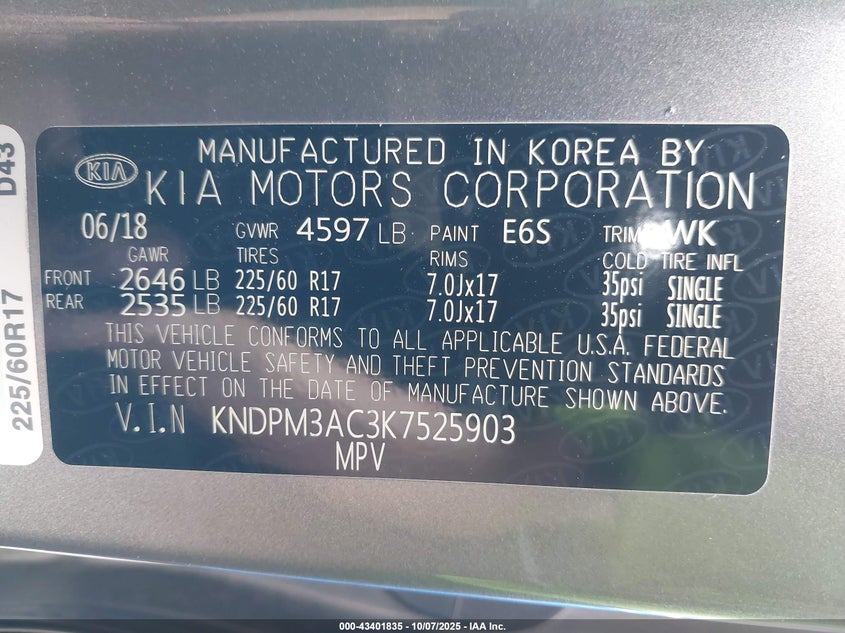 MANUFACTURED IN KOREA BY
KIA KIA MOTORS CORPORATION
06/18 GVWR 4597 LB PAINT E6S TRIM WK
GAWR TIRES RIMS COLD TIRE INFL
FRONT 2646 LB 225/60 R17 7.0Jx17 35psi SINGLE
REAR 2535 LB 225/60 R17 7.0Jx17 35psi SINGLE
THIS VEHICLE CONFORMS TO ALL APPLICABLE U.S.A. FEDERAL
MOTOR VEHICLE SAFETY AND THEFT PREVENTION STANDARDS
IN EFFECT ON THE DATE OF MANUFACTURE SHOWN ABOVE.
V.I.N KNDPM3AC3K7525903
MPV
225/60R17 D43
000-43401835 - 10/07/2025 - IAA Inc.